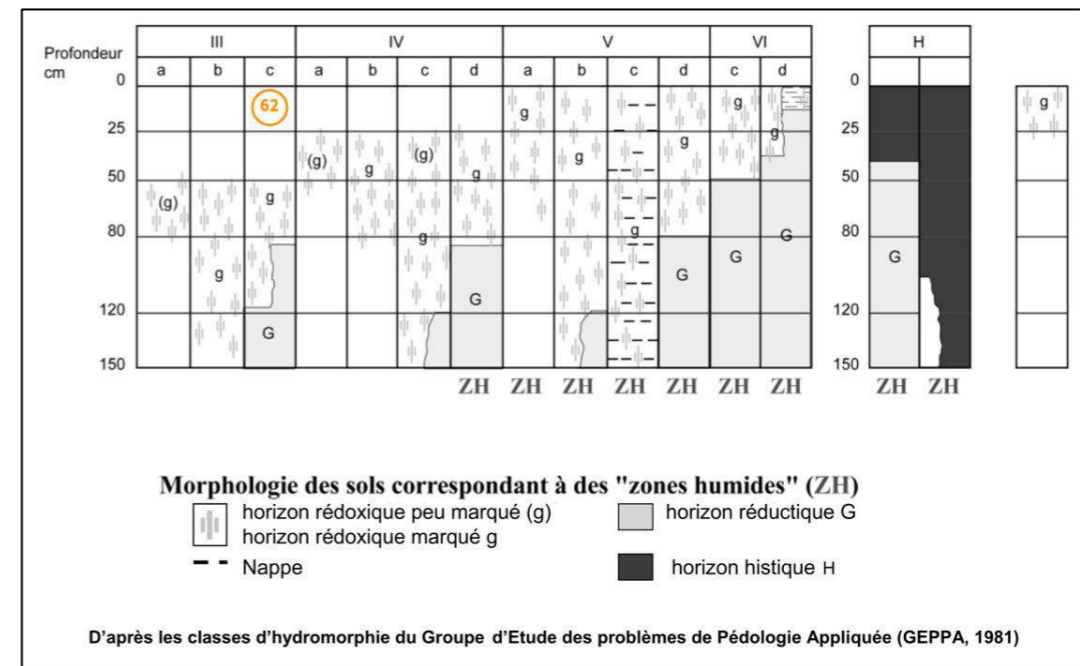 Profondeur
cm
III IV V VI H
a b c a b c d a b c d c d
0 0
62
g g g g
25 25
(g) (g) g g g g
50 50
(g) g g
80 80
g g g G G G G
G
120 120
G
150 150
ZH ZH ZH ZH ZH ZH ZH ZH ZH
Morphologie des sols correspondant à des "zones humides" (ZH)
horizon rédoxique peu marqué (g)
horizon rédoxique marqué g
horizon réductique G
Nappe
horizon histique H
D'après les classes d'hydromorphie du Groupe d'Etude des problèmes de Pédologie Appliquée (GEPPA, 1981)